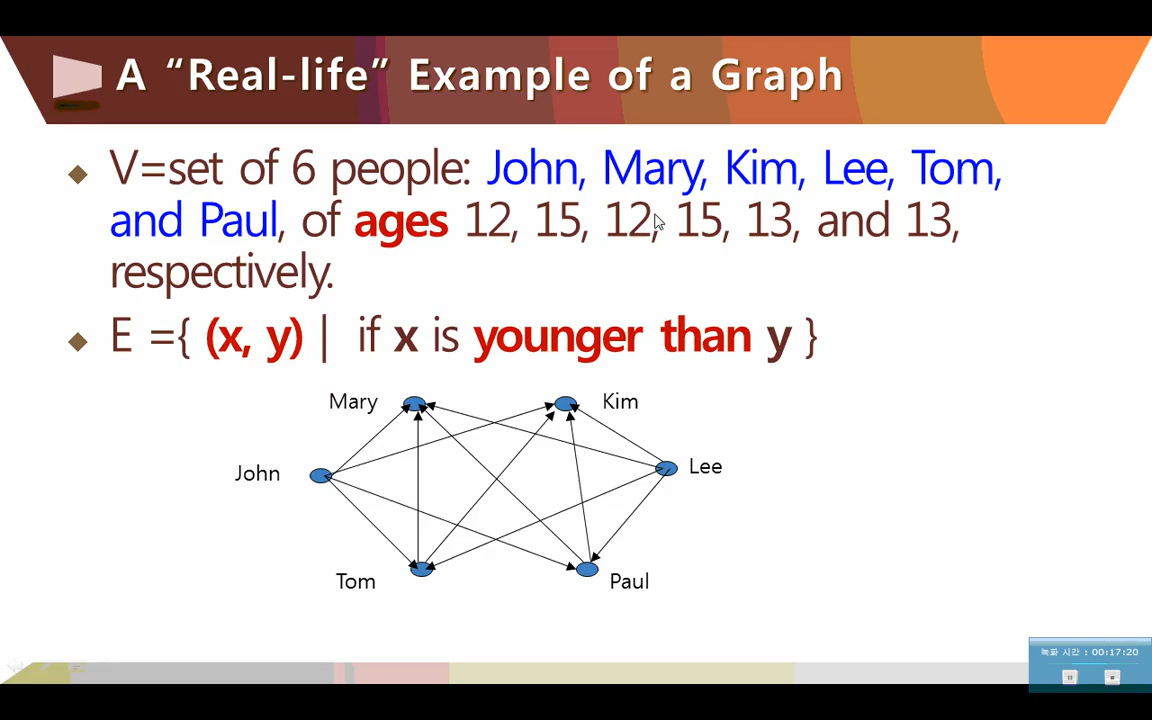 A “Real-life” Example of a Graph
V=set of 6 people: John, Mary, Kim, Lee, Tom,
and Paul, of ages 12, 15, 12, 15, 13, and 13,
respectively.
E ={ (x, y) | if x is younger than y }
Mary
Kim
John
Lee
Tom
Paul
녹화 시간 : 00:17:20